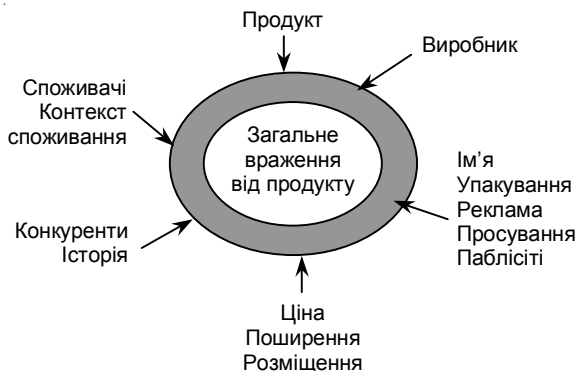 Продукт
Виробник
Споживачі
Контекст
споживання
Загальне
враження
від продукту
Ім’я
Упакування
Реклама
Просування
Паблісіті
Конкуренти
Історія
Ціна
Поширення
Розміщення